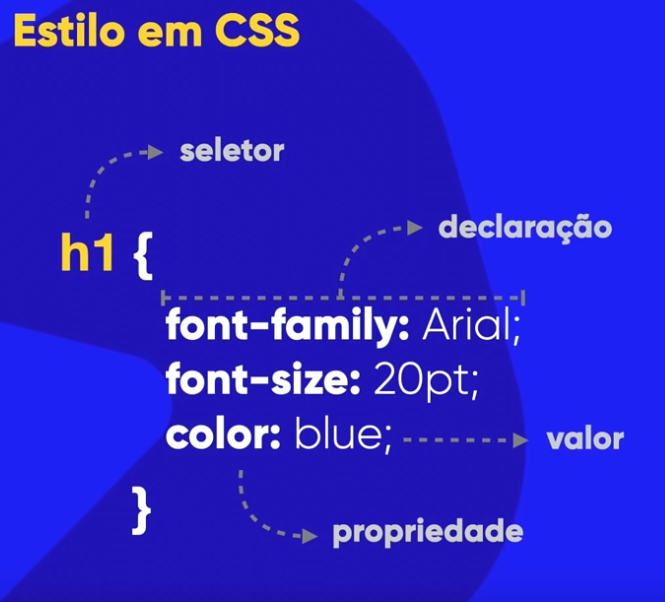 Estilo em CSS
seletor
declaração
h1 {
font-family: Arial;
font-size: 20pt;
color: blue;
valor
}
propriedade